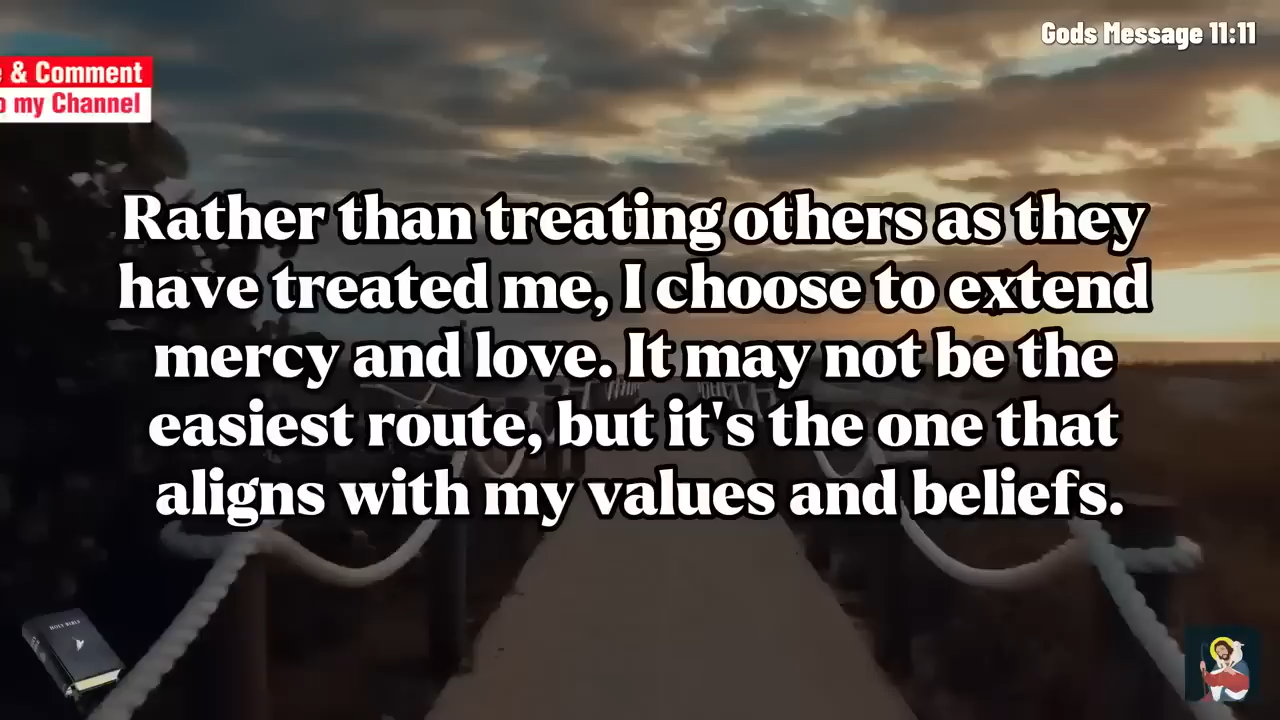 Gods Message 11:11
& Comment
my Channel
Rather than treating others as they
have treated me, I choose to extend
mercy and love. It may not be the
easiest route, but it's the one that
aligns with my values and beliefs.
HOLY BIBLE